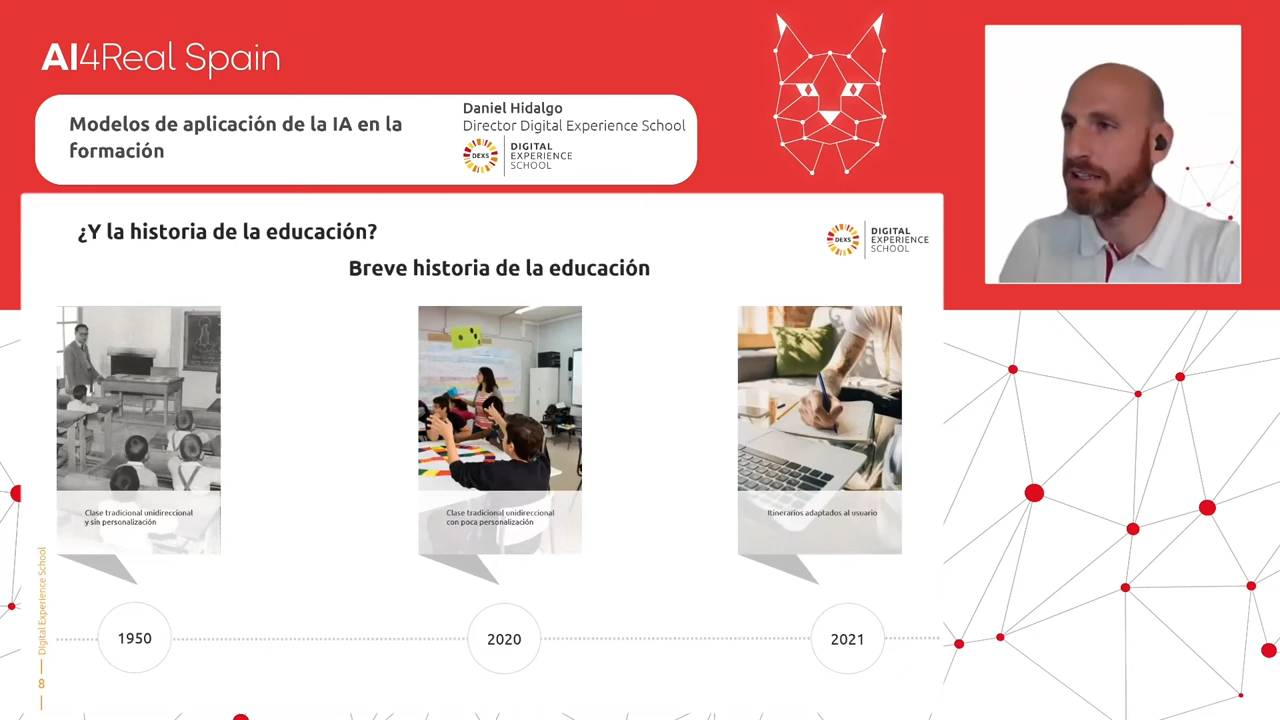 AI4Real Spain
Modelos de aplicación de la IA en la
formación
Daniel Hidalgo
Director Digital Experience School
DEXS
DIGITAL
EXPERIENCE
SCHOOL
¿Y la historia de la educación?
DEXS
DIGITAL
EXPERIENCE
SCHOOL
Breve historia de la educación
Clase tradicional unidireccional
y sin personalización
Clase tradicional unidireccional
con poca personalización
Itinerarios adaptados al usuario
1950
2020
2021
8 — Digital Experience School